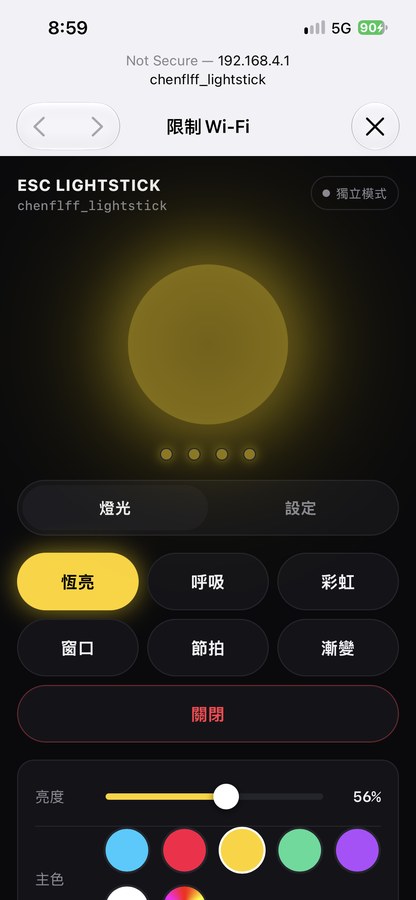 8:59
5G
90
Not Secure — 192.168.4.1
chenflff_lightstick
限制 Wi-Fi
ESC LIGHTSTICK
chenflff_lightstick
獨立模式
燈光
設定
恆亮
呼吸
彩虹
窗口
節拍
漸變
關閉
亮度
56%
主色